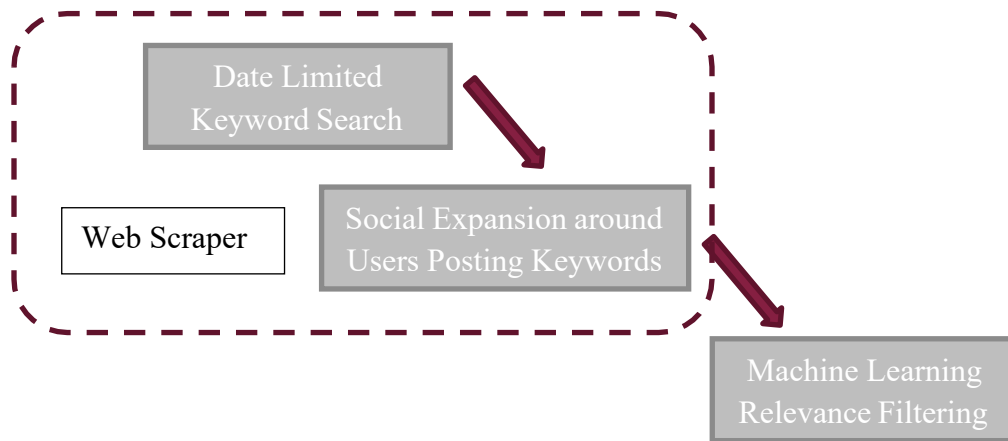 Date Limited
Keyword Search
Web Scraper
Social Expansion around
Users Posting Keywords
Machine Learning
Relevance Filtering